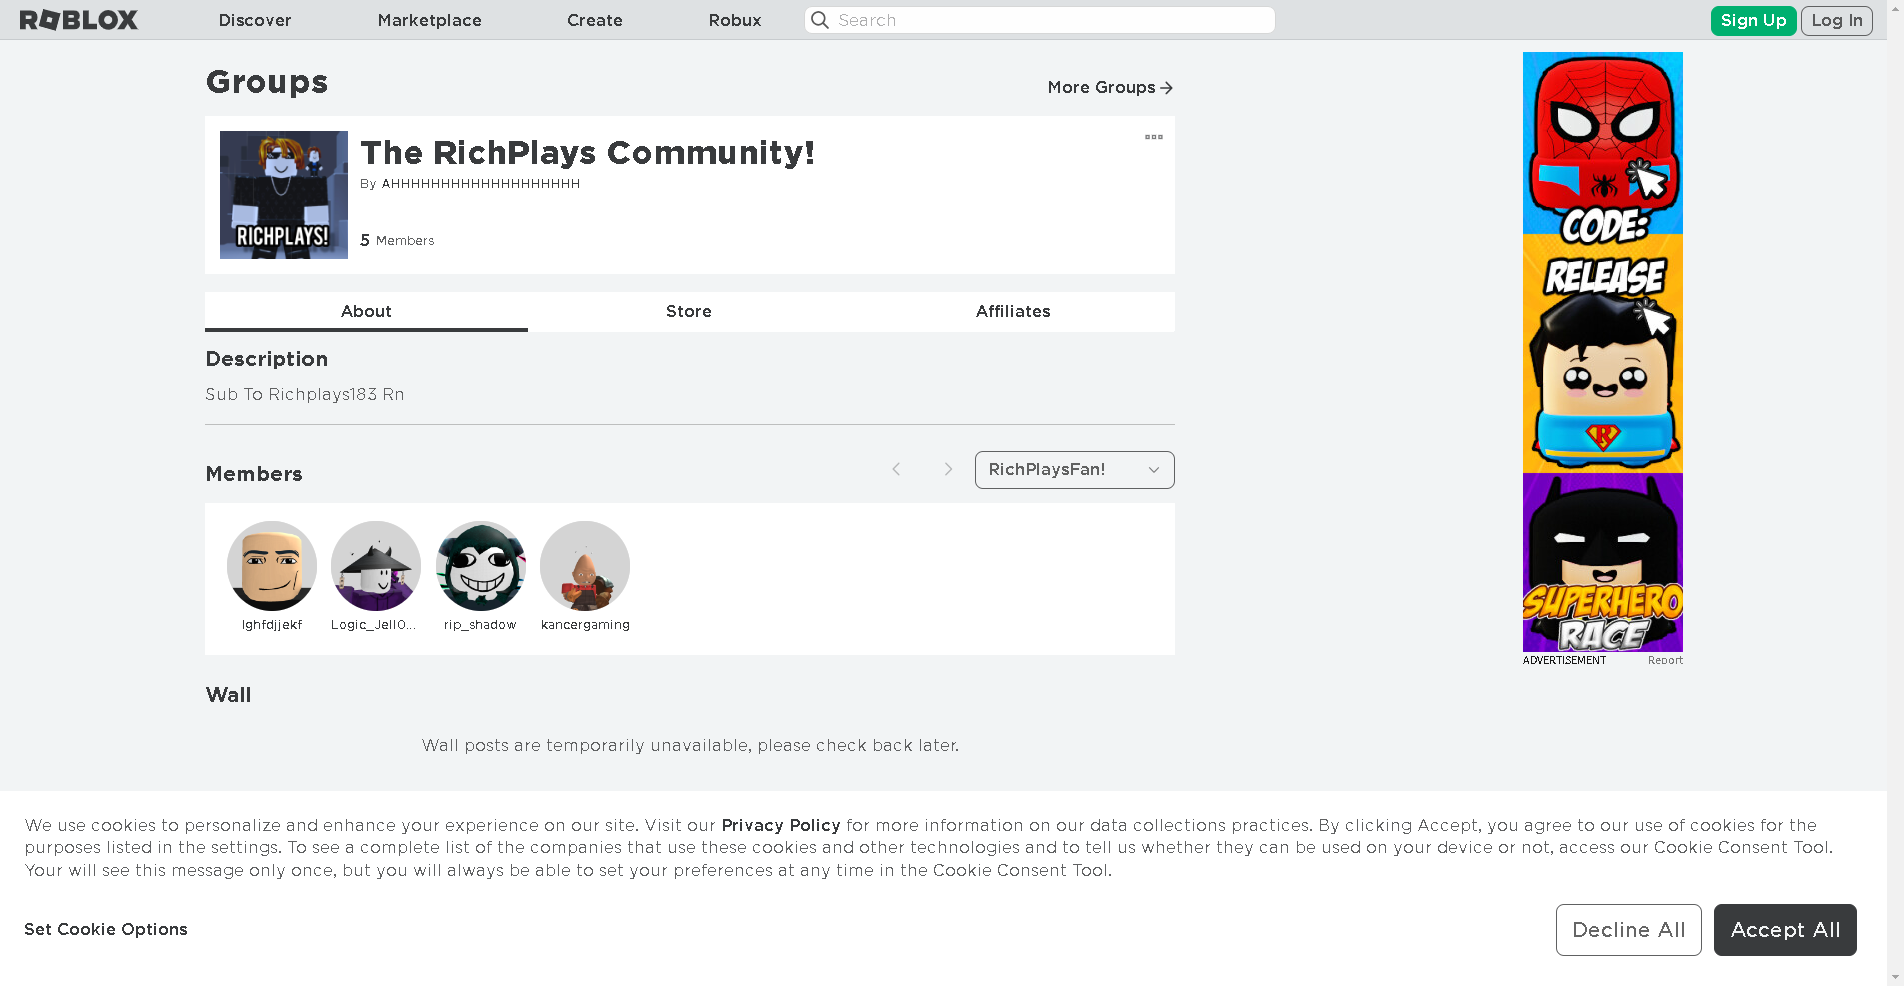 ROBLOX
Discover
Marketplace
Create
Robux
Search
Sign Up
Log In
Groups
More Groups
RICHPLAYS!
The RichPlays Community!
By AHHHHHHHHHHHHHHHHHHH
5 Members
About
Store
Affiliates
Description
Sub To Richplays183 Rn
Members
RichPlaysFan!
lghfdjjekf
Logic_Jell0...
rip_shadow
kancergaming
Wall
Wall posts are temporarily unavailable, please check back later.
CODE:
RELEASE
R
SUPERHERO
RACE
ADVERTISEMENT
Report
We use cookies to personalize and enhance your experience on our site. Visit our Privacy Policy for more information on our data collections practices. By clicking Accept, you agree to our use of cookies for the
purposes listed in the settings. To see a complete list of the companies that use these cookies and other technologies and to tell us whether they can be used on your device or not, access our Cookie Consent Tool.
Your will see this message only once, but you will always be able to set your preferences at any time in the Cookie Consent Tool.
Set Cookie Options
Decline All
Accept All